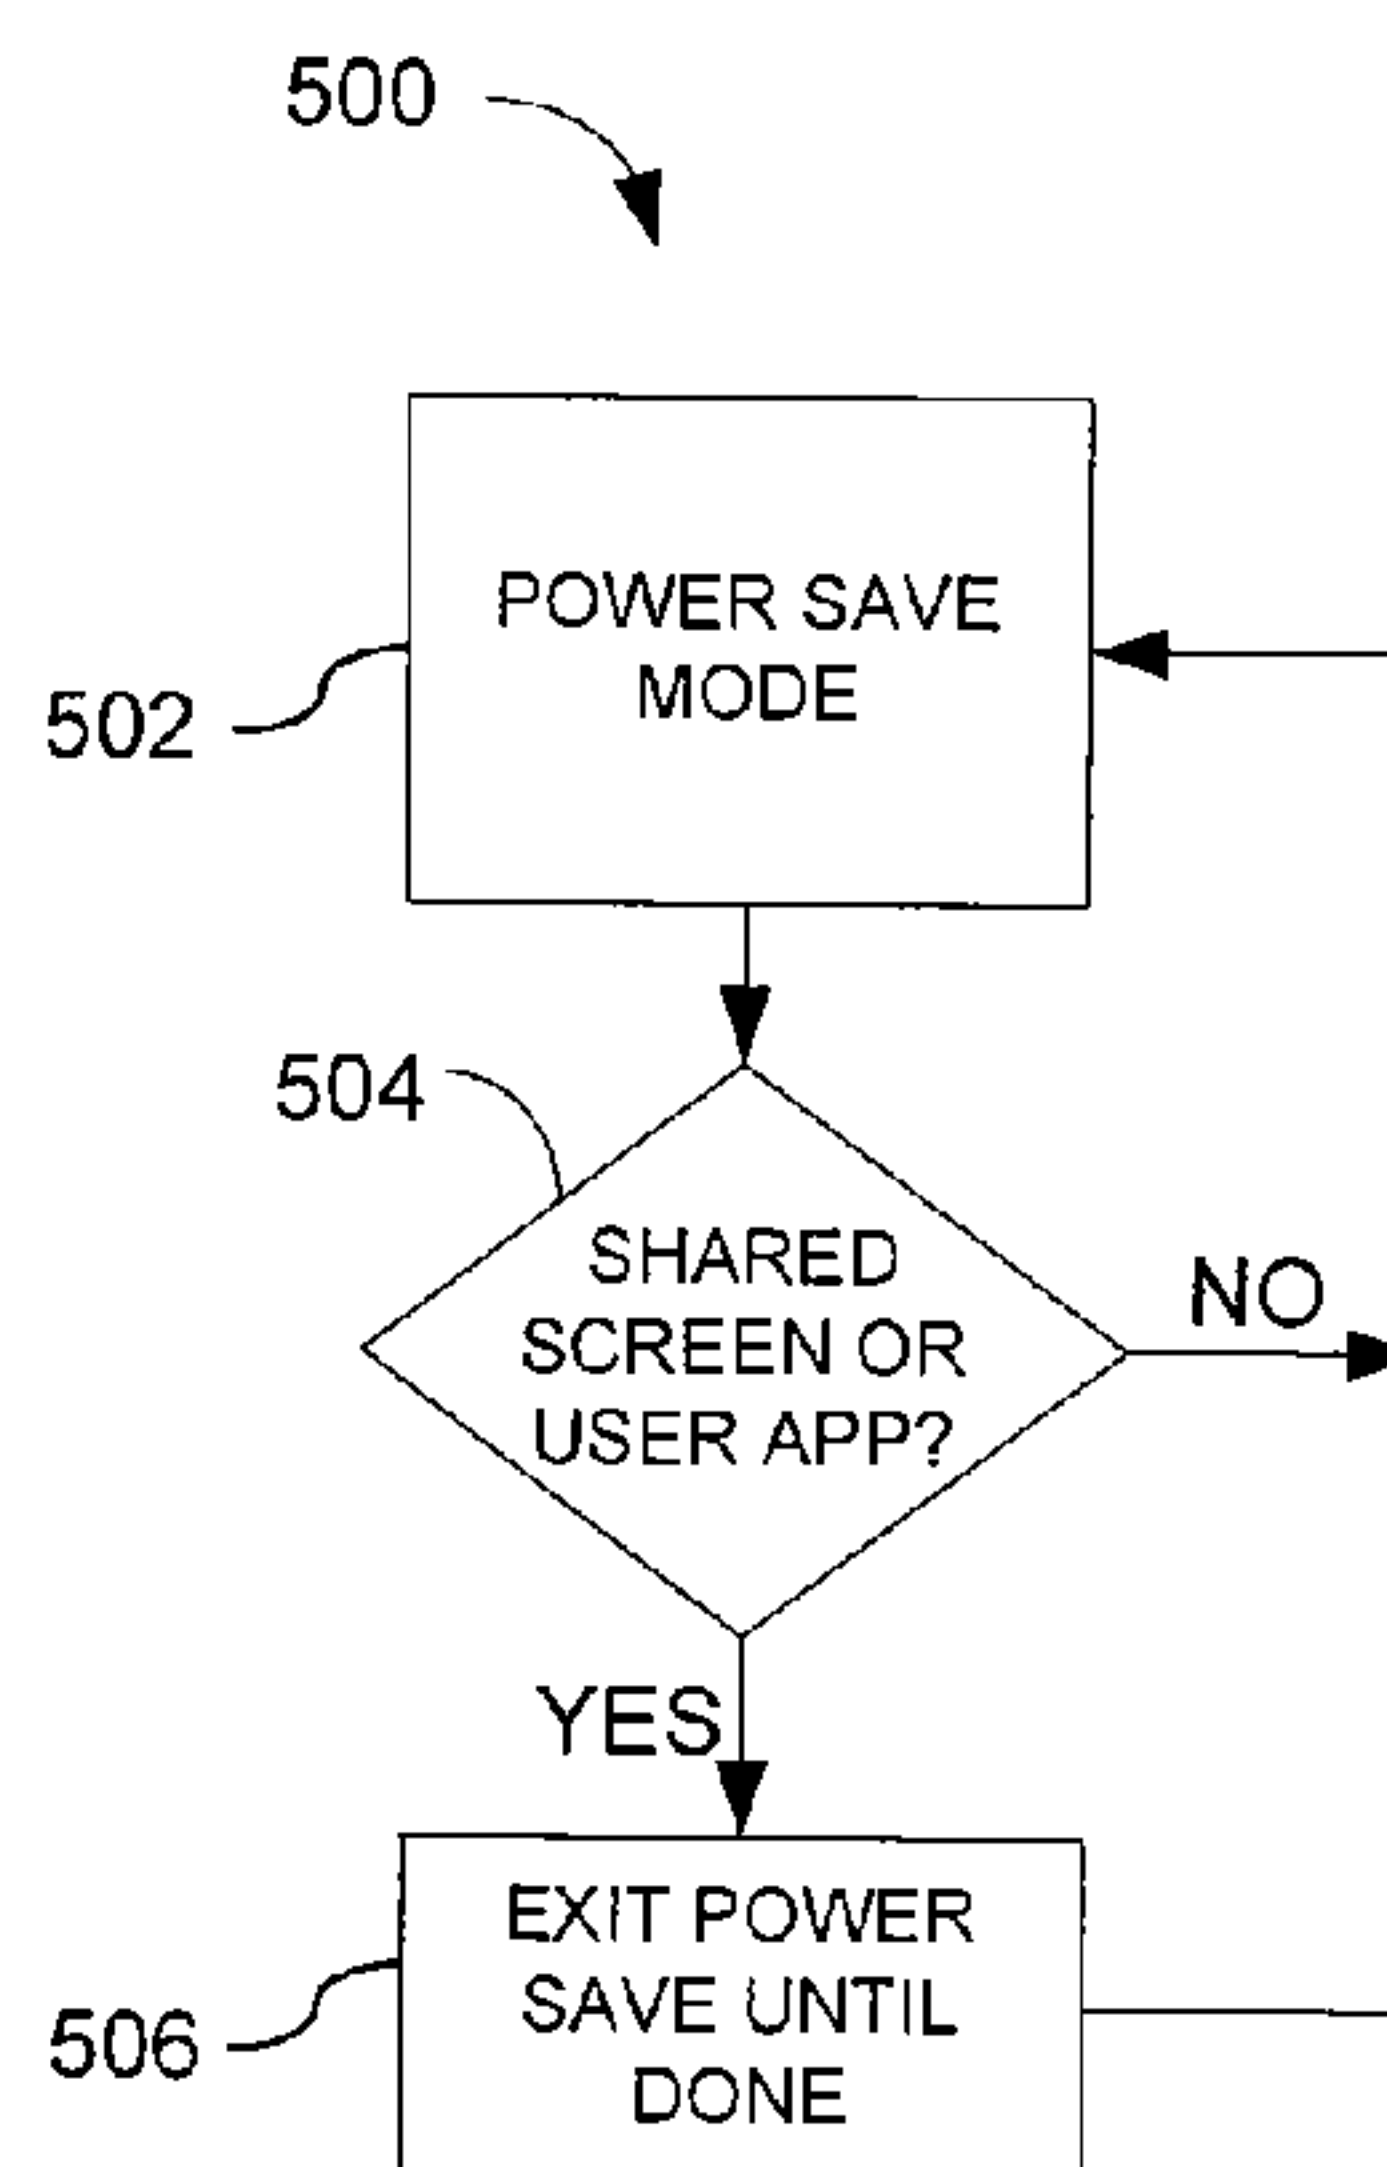 500
POWER SAVE
MODE
502
504
SHARED
SCREEN OR
USER APP?
NO
YES
EXIT POWER
SAVE UNTIL
DONE
506